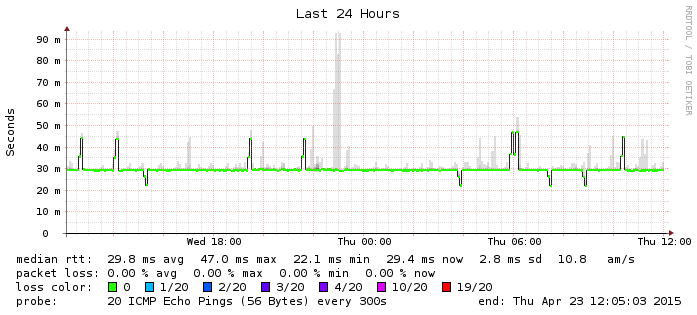 Last 24 Hours
RRDTOOL / TOBI OETIKER
Seconds
90 m
80 m
70 m
60 m
50 m
40 m
30 m
20 m
10 m
0
Wed 18:00 Thu 00:00 Thu 06:00 Thu 12:00
median rtt: 29.8 ms avg 47.0 ms max 22.1 ms min 29.4 ms now 2.8 ms sd 10.8 am/s
packet loss: 0.00 % avg 0.00 % max 0.00 % min 0.00 % now
loss color: 0 1/20 2/20 3/20 4/20 10/20 19/20
probe: 20 ICMP Echo Pings (56 Bytes) every 300s end: Thu Apr 23 12:05:03 2015